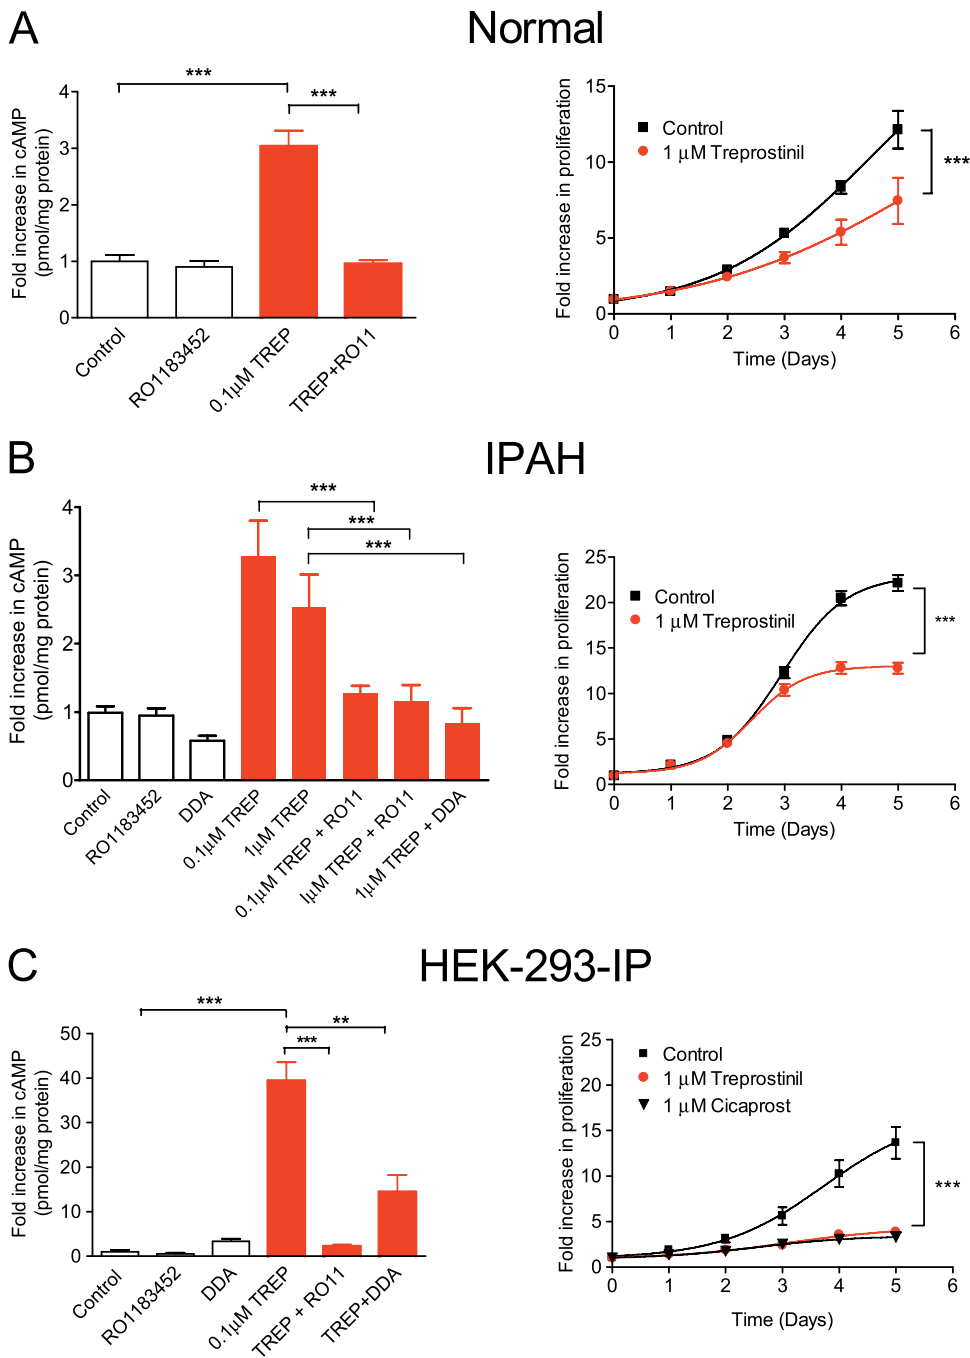 A
Normal
Fold increase in cAMP
(pmol/mg protein)
4
3
2
1
0
***
***
Control
RO1183452
0.1µM TREP
TREP+RO11
Fold increase in proliferation
15
10
5
0
Control
1 µM Treprostinil
***
0 1 2 3 4 5 6
Time (Days)
B
IPAH
Fold increase in cAMP
(pmol/mg protein)
4
3
2
1
0
***
***
***
Control
RO1183452
DDA
0.1µM TREP
1µM TREP
0.1µM TREP + RO11
IµM TREP + RO11
1µM TREP + DDA
Fold increase in proliferation
25
20
15
10
5
0
Control
1 µM Treprostinil
***
0 1 2 3 4 5 6
Time (Days)
C
HEK-293-IP
Fold increase in cAMP
(pmol/mg protein)
50
40
30
20
10
0
***
**
***
Control
RO1183452
DDA
0.1µM TREP
TREP + RO11
TREP+DDA
Fold increase in proliferation
25
20
15
10
5
0
Control
1 µM Treprostinil
1 µM Cicaprost
***
0 1 2 3 4 5 6
Time (Days)